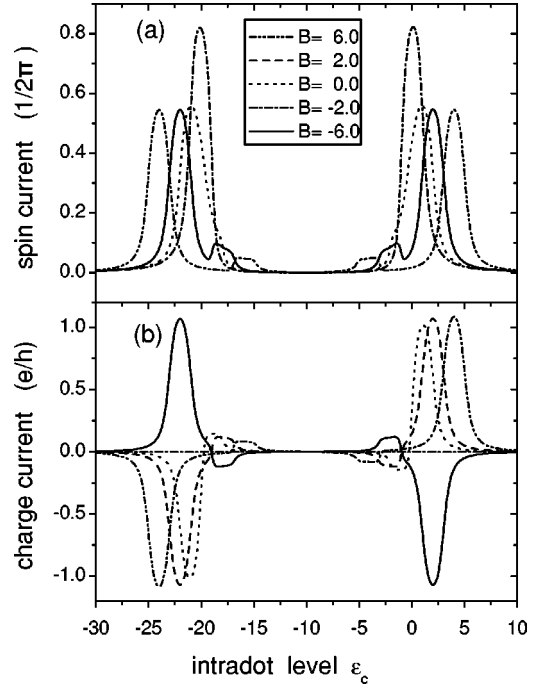 (a)
B= 6.0
B= 2.0
B= 0.0
B= -2.0
B= -6.0
spin current (1/2π)
0.8
0.6
0.4
0.2
0.0
(b)
charge current (e/h)
1.0
0.5
0.0
-0.5
-1.0
-30 -25 -20 -15 -10 -5 0 5 10
intradot level ε_c